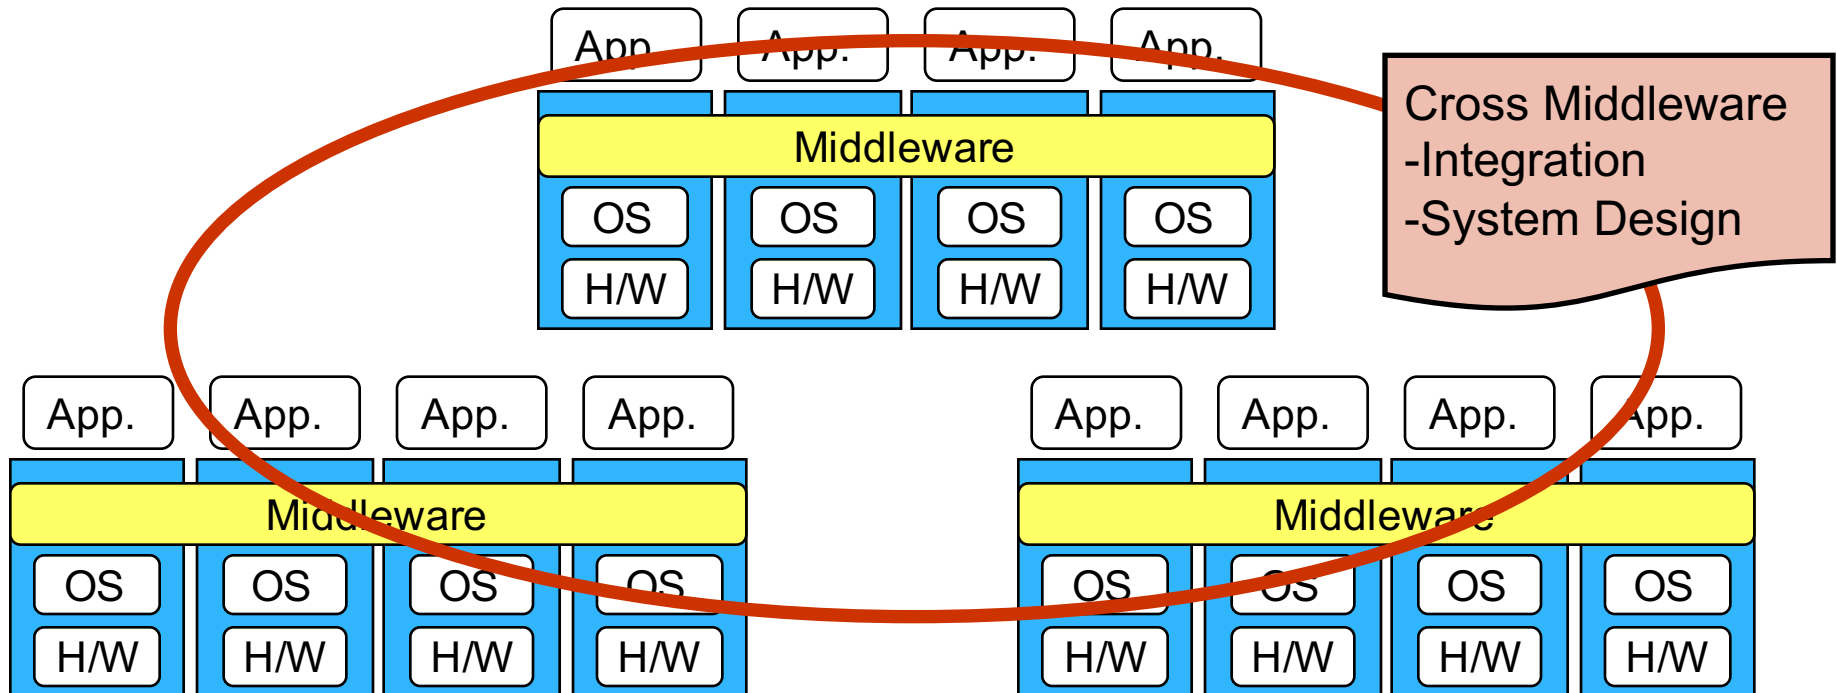 App. App. App. App.
Cross Middleware
-Integration
-System Design
Middleware
OS OS OS OS
H/W H/W H/W H/W
App. App. App. App.
Middleware
OS OS OS OS
H/W H/W H/W H/W
App. App. App. App.
Middleware
OS OS OS OS
H/W H/W H/W H/W